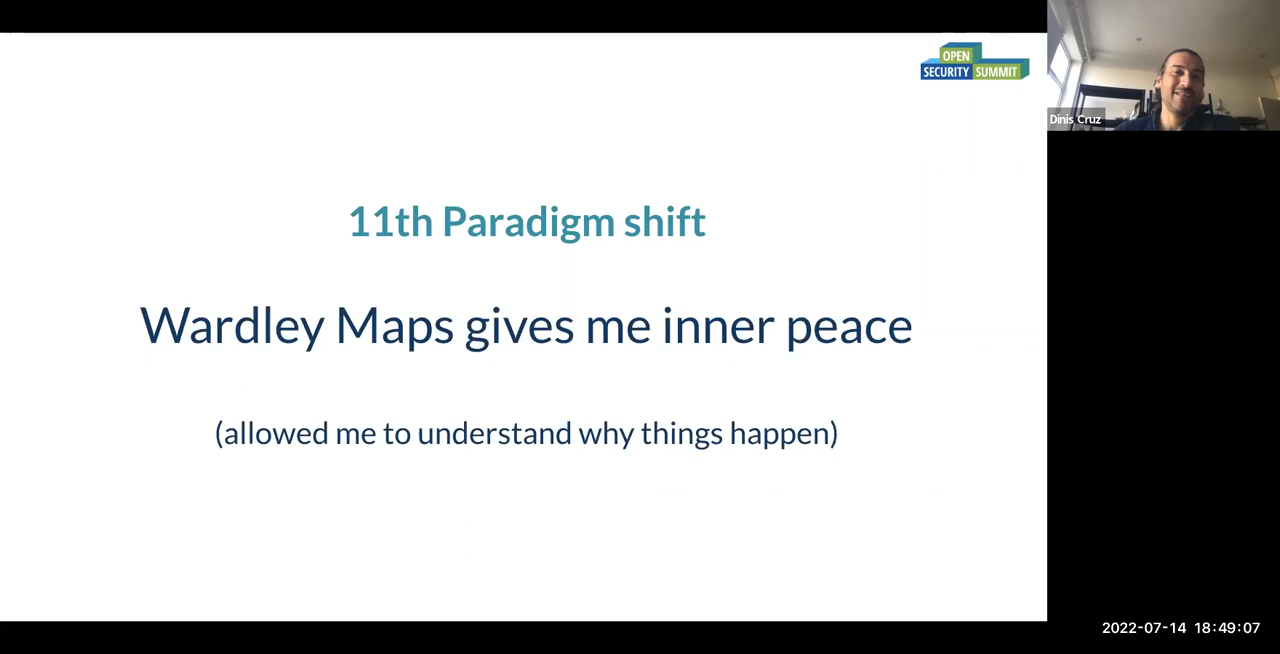 OPEN
SECURITY SUMMIT
Dinis Cruz
11th Paradigm shift
Wardley Maps gives me inner peace
(allowed me to understand why things happen)
2022-07-14 18:49:07